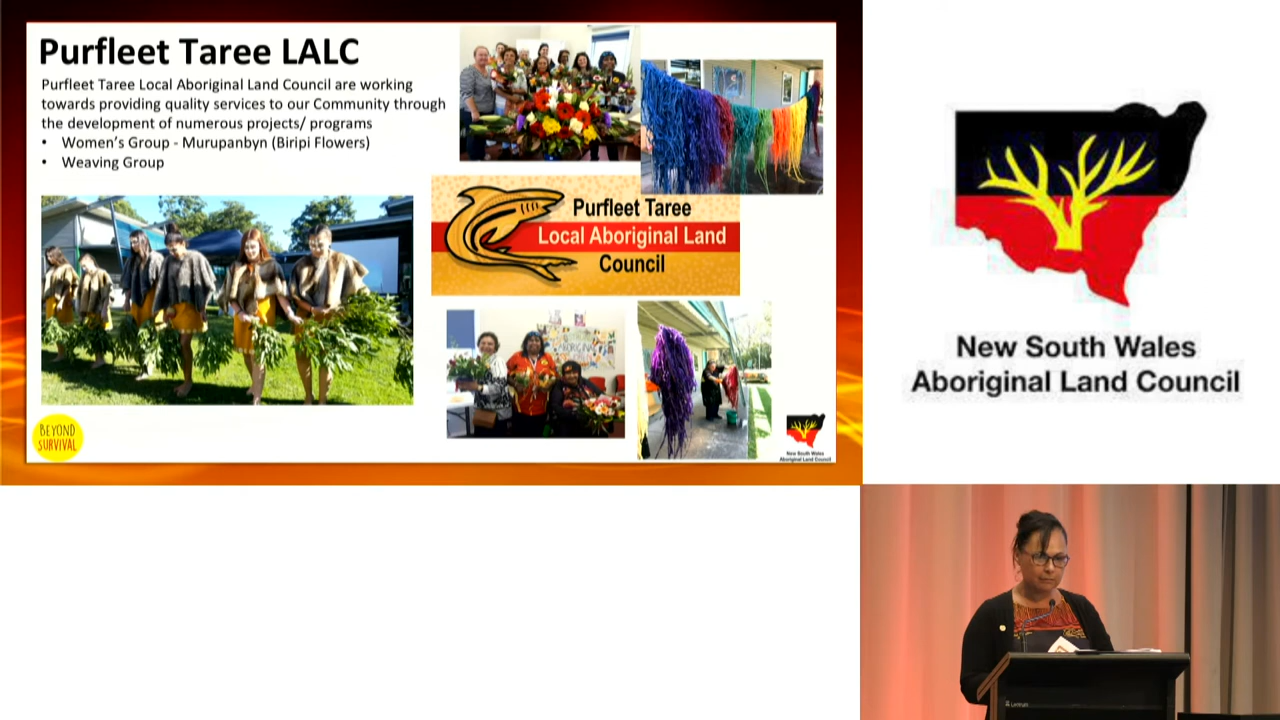 Purfleet Taree LALC
Purfleet Taree Local Aboriginal Land Council are working
towards providing quality services to our Community through
the development of numerous projects/ programs
• Women's Group - Murupanbyn (Biripi Flowers)
• Weaving Group
Purfleet Taree
Local Aboriginal Land
Council
ABORIGINAL
BEYOND
SURVIVAL
New South Wales
Aboriginal Land Council
New South Wales
Aboriginal Land Council
Lectrum